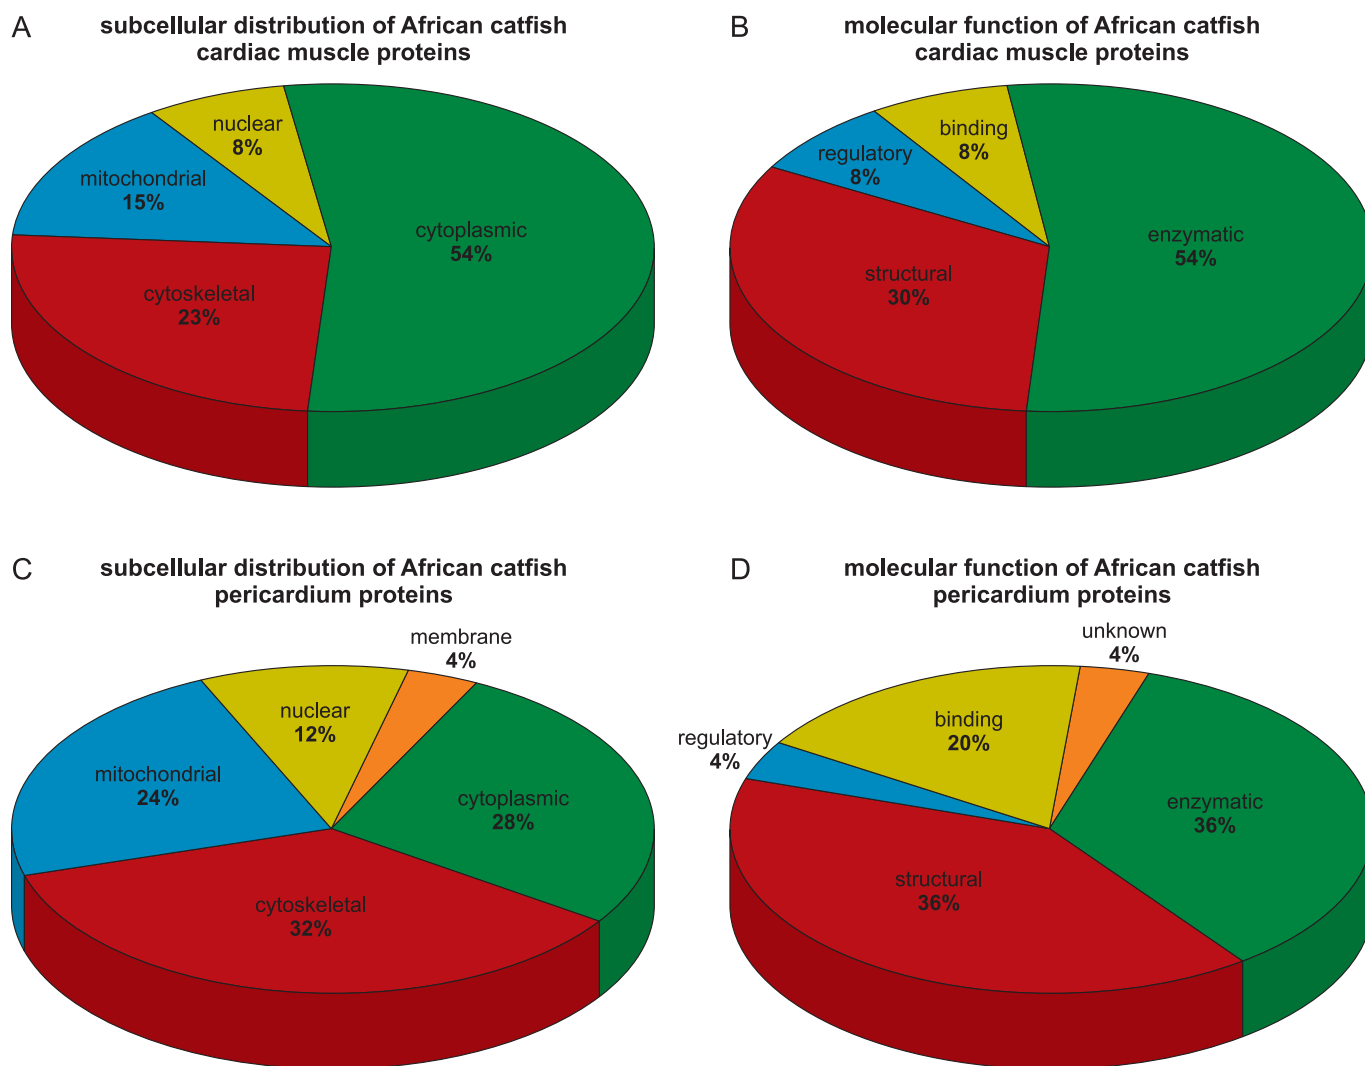 A
subcellular distribution of African catfish
cardiac muscle proteins
nuclear
8%
mitochondrial
15%
cytoplasmic
54%
cytoskeletal
23%
B
molecular function of African catfish
cardiac muscle proteins
binding
8%
regulatory
8%
enzymatic
54%
structural
30%
C
subcellular distribution of African catfish
pericardium proteins
membrane
4%
nuclear
12%
mitochondrial
24%
cytoplasmic
28%
cytoskeletal
32%
D
molecular function of African catfish
pericardium proteins
unknown
4%
binding
20%
regulatory
4%
enzymatic
36%
structural
36%